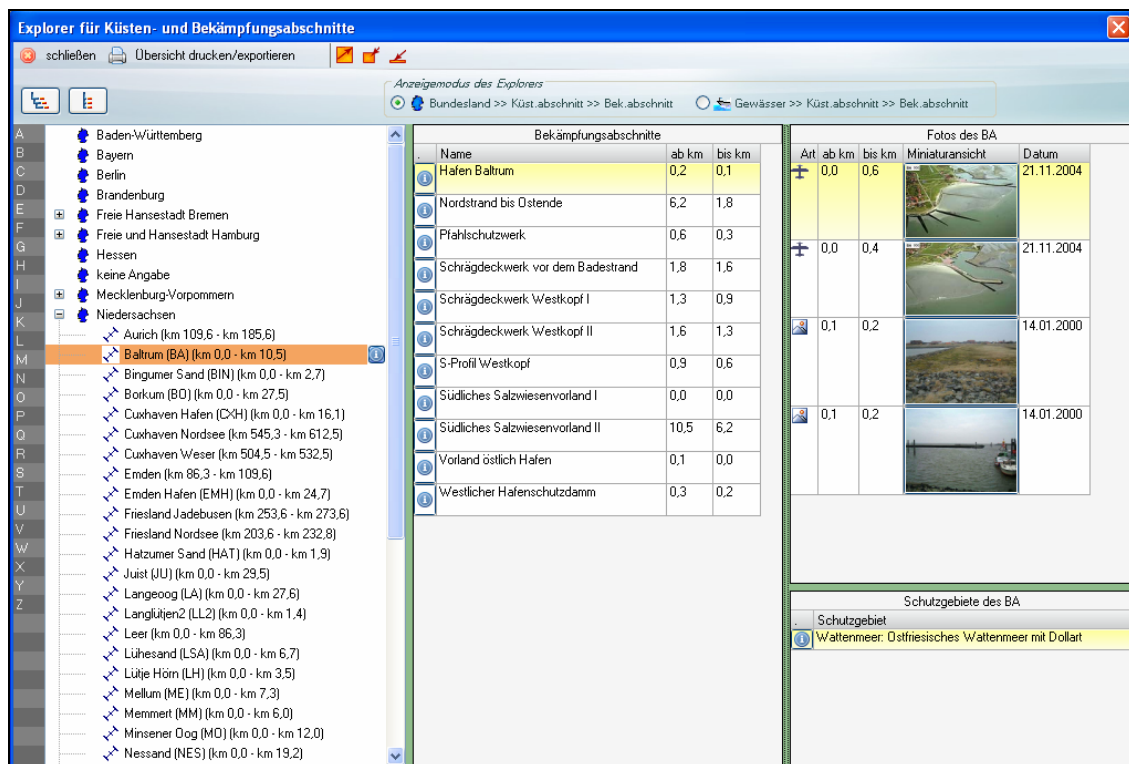 Explorer für Küsten- und Bekämpfungsabschnitte
schließen Übersicht drucken/exportieren
Anzeigemodus des Explorers
Bundesland >> Küst.abschnitt >> Bek.abschnitt Gewässer >> Küst.abschnitt >> Bek.abschnitt
A
B
C
D
E
F
G
H
I
J
K
L
M
N
O
P
Q
R
S
T
U
V
W
X
Y
Z
Baden-Württemberg
Bayern
Berlin
Brandenburg
Freie Hansestadt Bremen
Freie und Hansestadt Hamburg
Hessen
keine Angabe
Mecklenburg-Vorpommern
Niedersachsen
Aurich (km 109,6 - km 185,6)
Baltrum (BA) (km 0,0 - km 10,5)
Bingumer Sand (BIN) (km 0,0 - km 2,7)
Borkum (BO) (km 0,0 - km 27,5)
Cuxhaven Hafen (CXH) (km 0,0 - km 16,1)
Cuxhaven Nordsee (km 545,3 - km 612,5)
Cuxhaven Weser (km 504,5 - km 532,5)
Emden (km 86,3 - km 109,6)
Emden Hafen (EMH) (km 0,0 - km 24,7)
Friesland Jadebusen (km 253,6 - km 273,6)
Friesland Nordsee (km 203,6 - km 232,8)
Hatzumer Sand (HAT) (km 0,0 - km 1,9)
Juist (JU) (km 0,0 - km 29,5)
Langeoog (LA) (km 0,0 - km 27,6)
Langlütjen2 (LL2) (km 0,0 - km 1,4)
Leer (km 0,0 - km 86,3)
Lühesand (LSA) (km 0,0 - km 6,7)
Lütje Hörn (LH) (km 0,0 - km 3,5)
Mellum (ME) (km 0,0 - km 7,3)
Memmert (MM) (km 0,0 - km 6,0)
Minsener Oog (MO) (km 0,0 - km 12,0)
Nessand (NES) (km 0,0 - km 19,2)
Bekämpfungsabschnitte
. Name ab km bis km
Hafen Baltrum 0,2 0,1
Nordstrand bis Ostende 6,2 1,8
Pfahlschutzwerk 0,6 0,3
Schrägdeckwerk vor dem Badestrand 1,8 1,6
Schrägdeckwerk Westkopf I 1,3 0,9
Schrägdeckwerk Westkopf II 1,6 1,3
S-Profil Westkopf 0,9 0,6
Südliches Salzwiesenvorland I 0,0 0,0
Südliches Salzwiesenvorland II 10,5 6,2
Vorland östlich Hafen 0,1 0,0
Westlicher Hafenschutzdamm 0,3 0,2
Fotos des BA
Art ab km bis km Miniaturansicht Datum
0,0 0,6 21.11.2004
0,0 0,4 21.11.2004
0,1 0,2 14.01.2000
0,1 0,2 14.01.2000
Schutzgebiete des BA
. Schutzgebiet
Wattenmeer: Ostfriesisches Wattenmeer mit Dollart